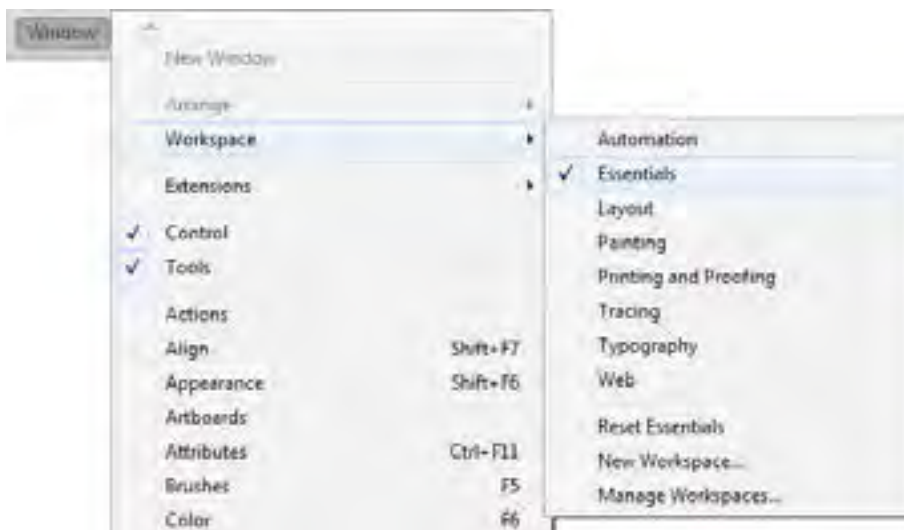 Window
New Window
Arrange
Workspace
Extensions
✓ Control
✓ Tools
Actions
Align Shift+F7
Appearance Shift+F6
Artboards
Attributes Ctrl+F11
Brushes F5
Color F6
Automation
✓ Essentials
Layout
Painting
Printing and Proofing
Tracing
Typography
Web
Reset Essentials
New Workspace...
Manage Workspaces...